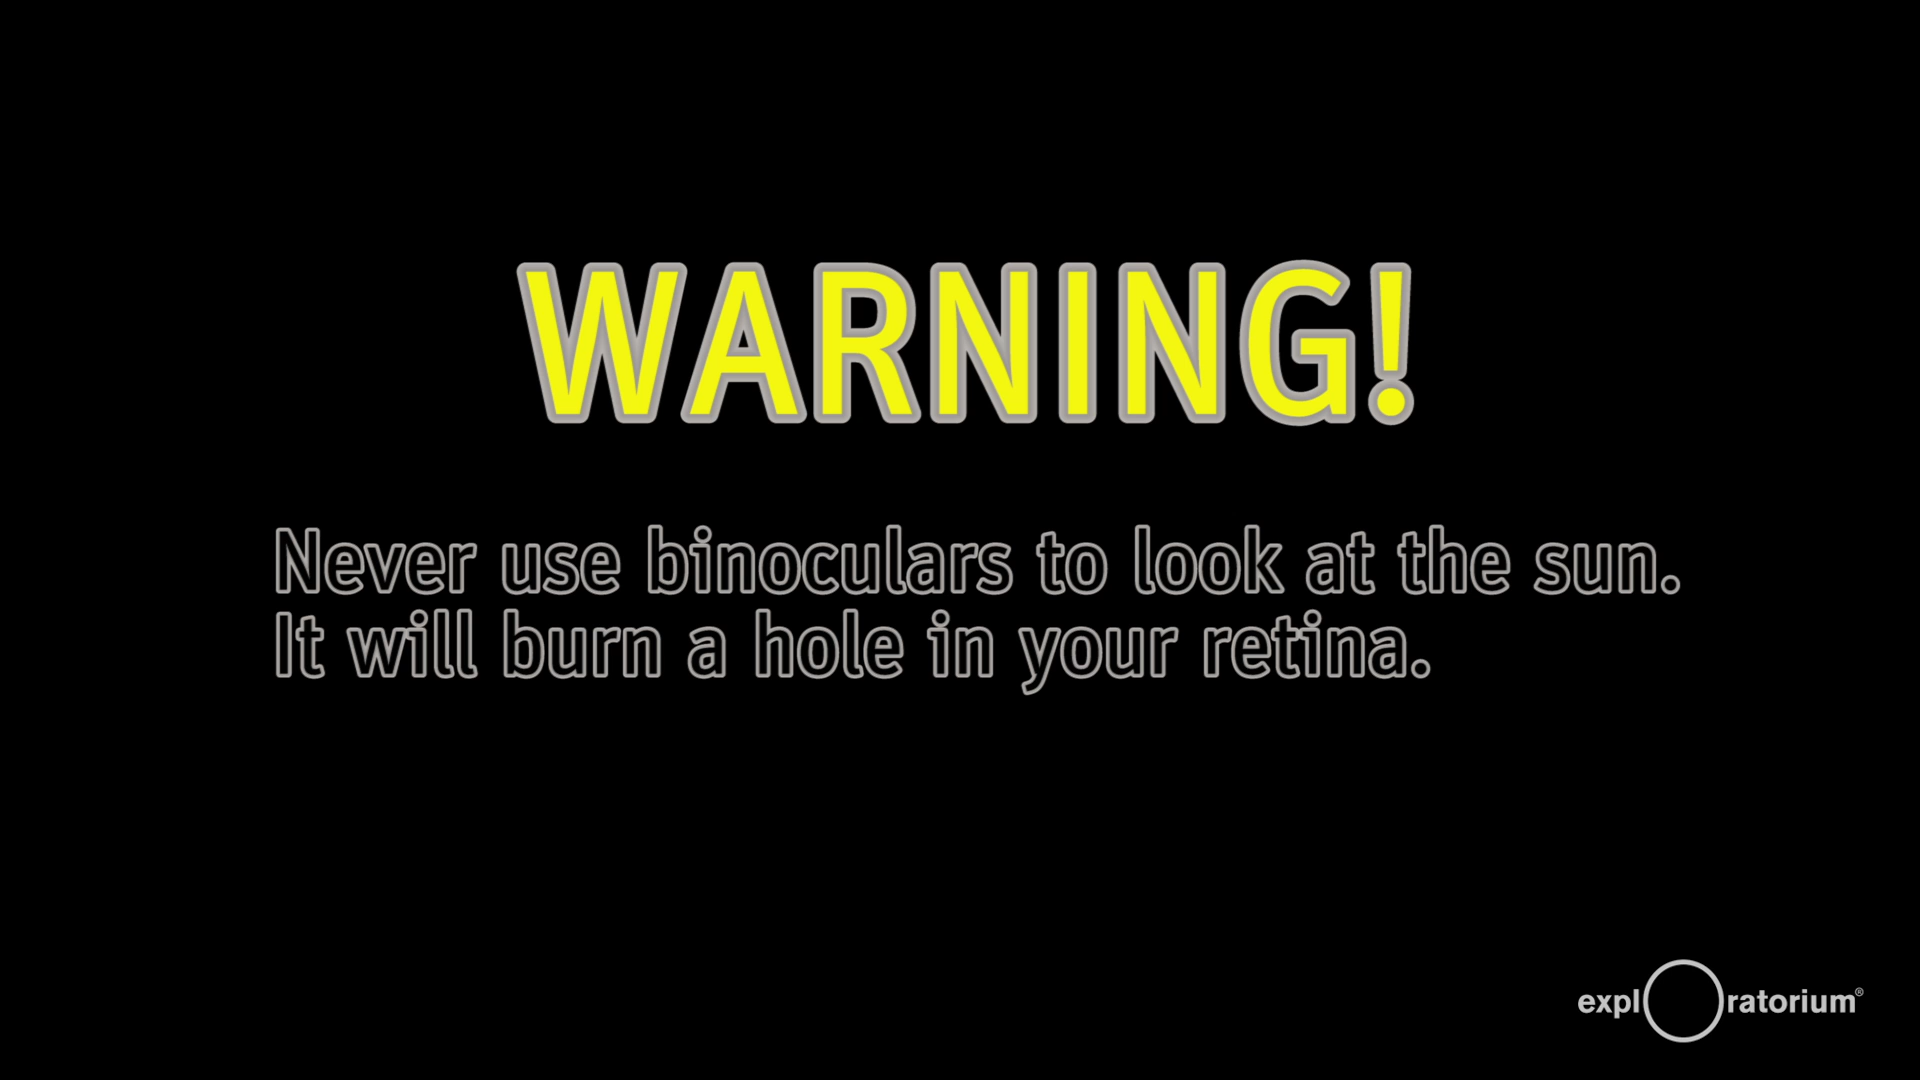 WARNING!
Never use binoculars to look at the sun.
It will burn a hole in your retina.
explOratorium®